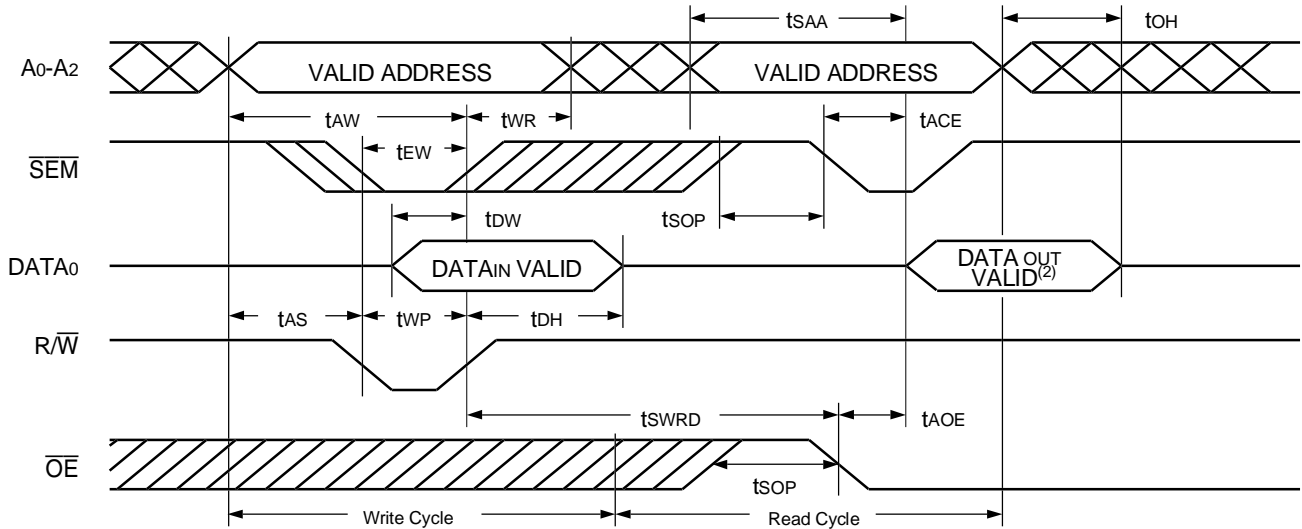 tSAA
tOH
A0-A2
VALID ADDRESS
VALID ADDRESS
tAW
tWR
tACE
tEW
SEM
tDW
tSOP
DATA0
DATAIN VALID
DATA OUT
VALID(2)
tAS
tWP
tDH
R/W
tSWRD
tAOE
OE
tSOP
Write Cycle
Read Cycle